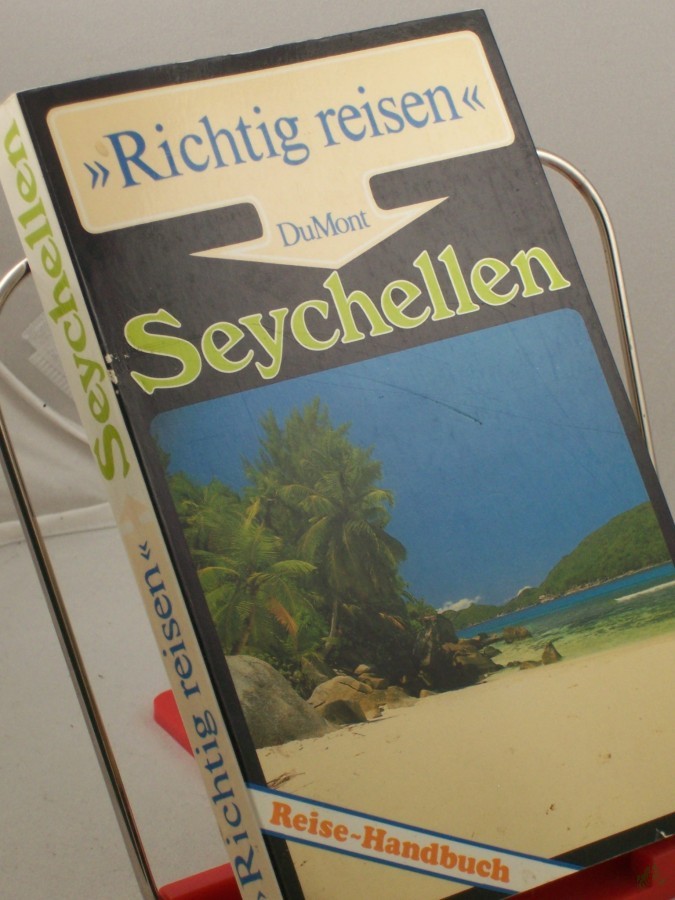 »Richtig reisen«
DuMont
Seychellen
Reise-Handbuch
Seychellen
»Richtig reisen«